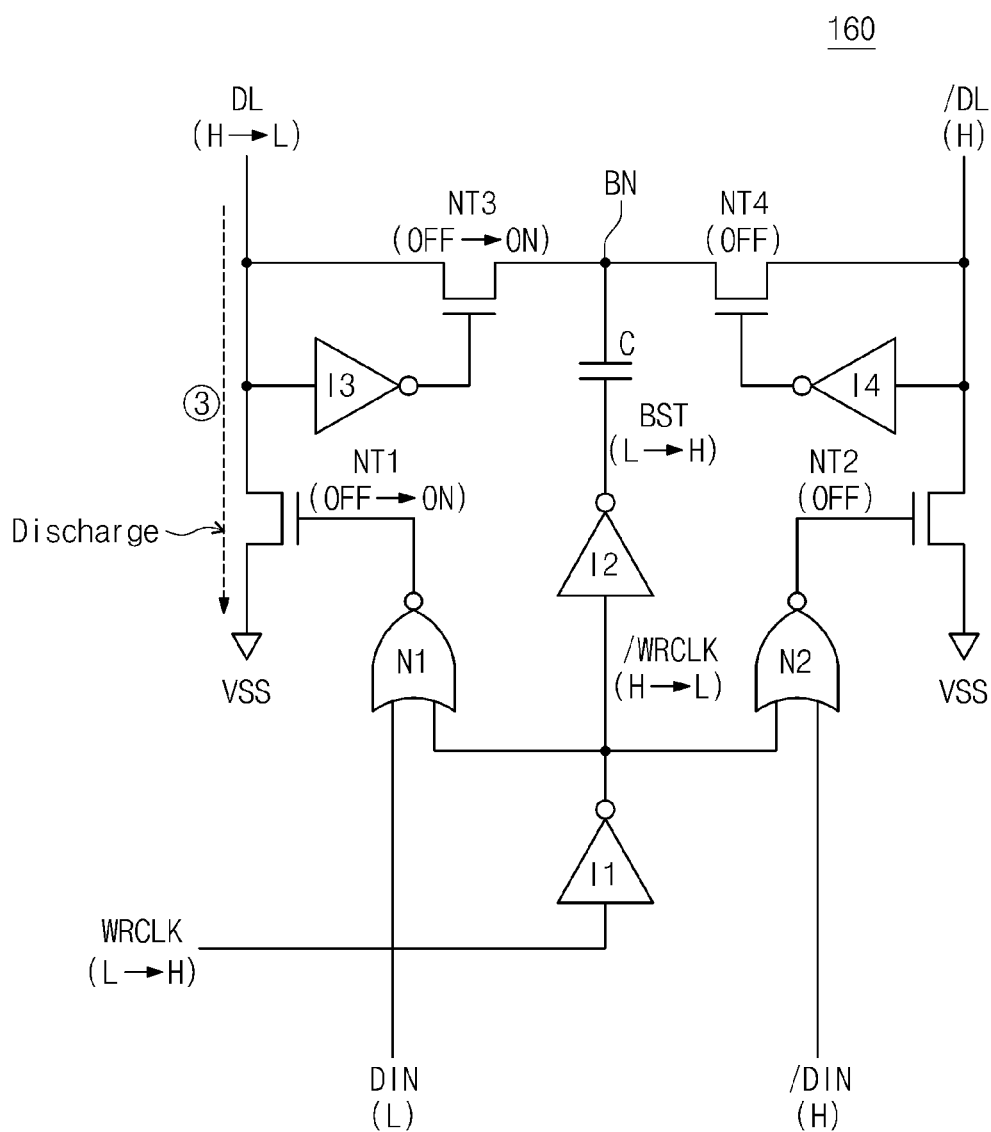 160
DL
(H→L)
/DL
(H)
BN
NT3
(OFF→ON)
NT4
(OFF)
C
I3
I4
③
BST
(L→H)
NT1
(OFF→ON)
NT2
(OFF)
Discharge
I2
N1
/WRCLK
(H→L)
N2
VSS
VSS
I1
WRCLK
(L→H)
DIN
(L)
/DIN
(H)